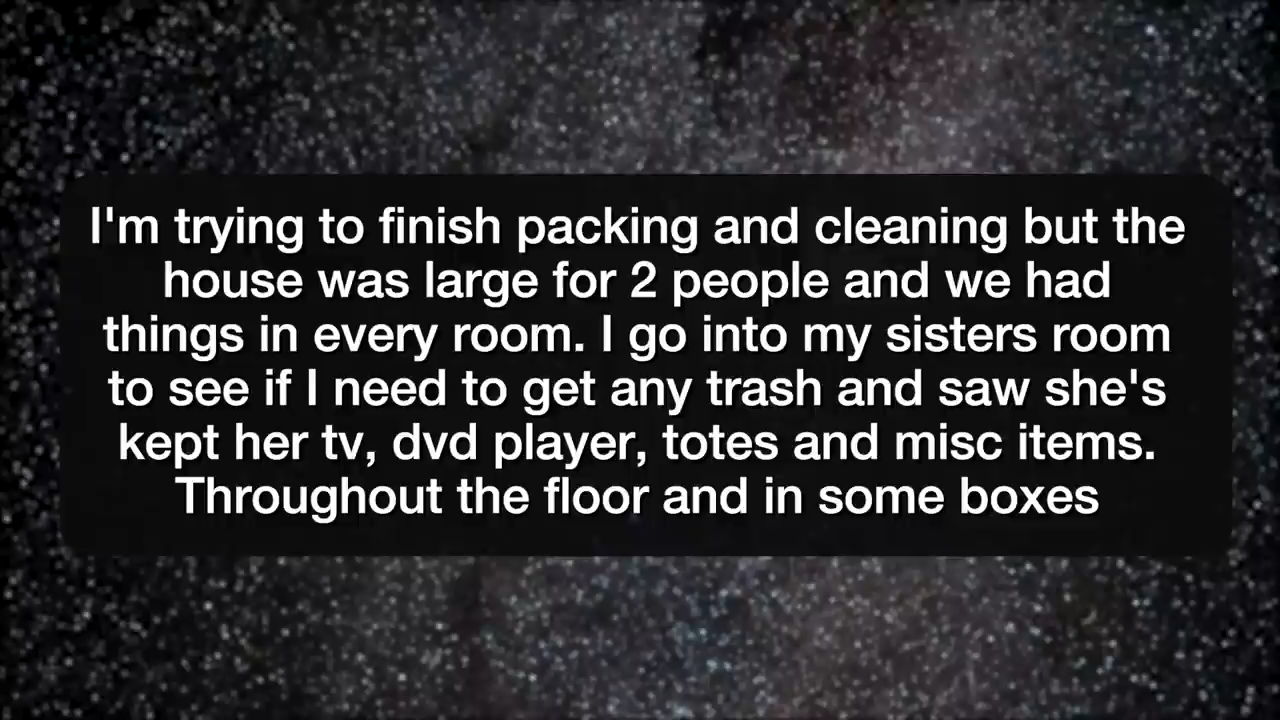 I'm trying to finish packing and cleaning but the
house was large for 2 people and we had
things in every room. I go into my sisters room
to see if I need to get any trash and saw she's
kept her tv, dvd player, totes and misc items.
Throughout the floor and in some boxes